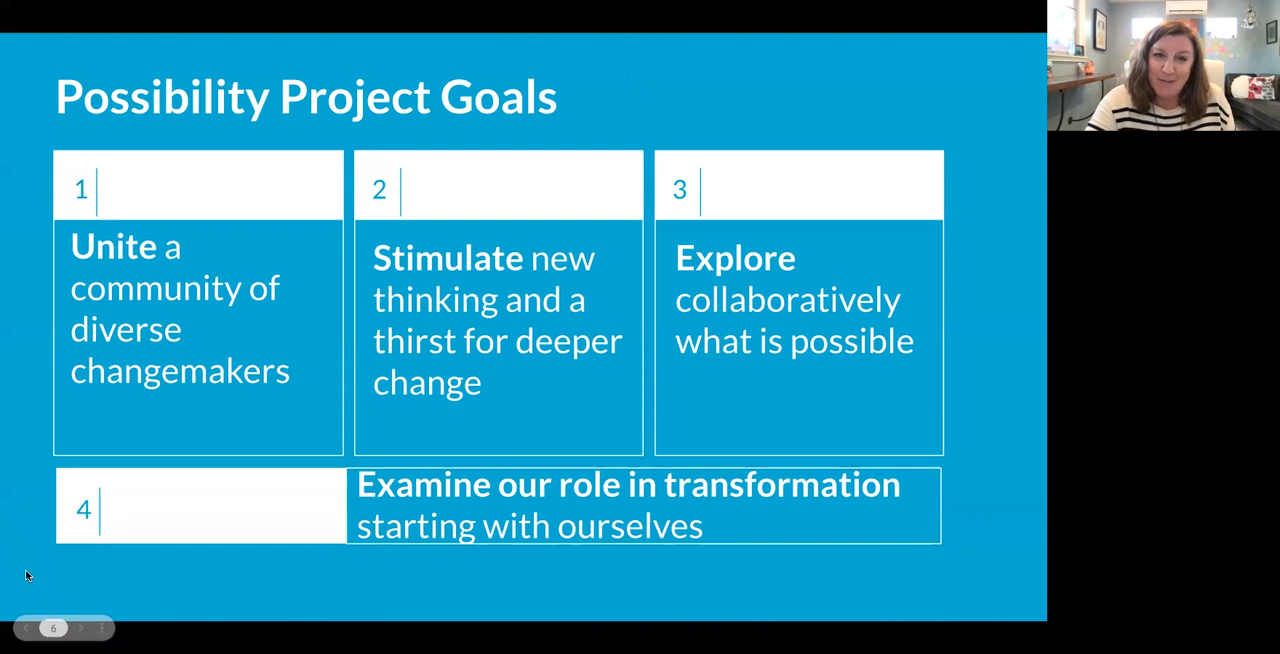 Possibility Project Goals
1
Unite a
community of
diverse
changemakers
2
Stimulate new
thinking and a
thirst for deeper
change
3
Explore
collaboratively
what is possible
4
Examine our role in transformation
starting with ourselves
6